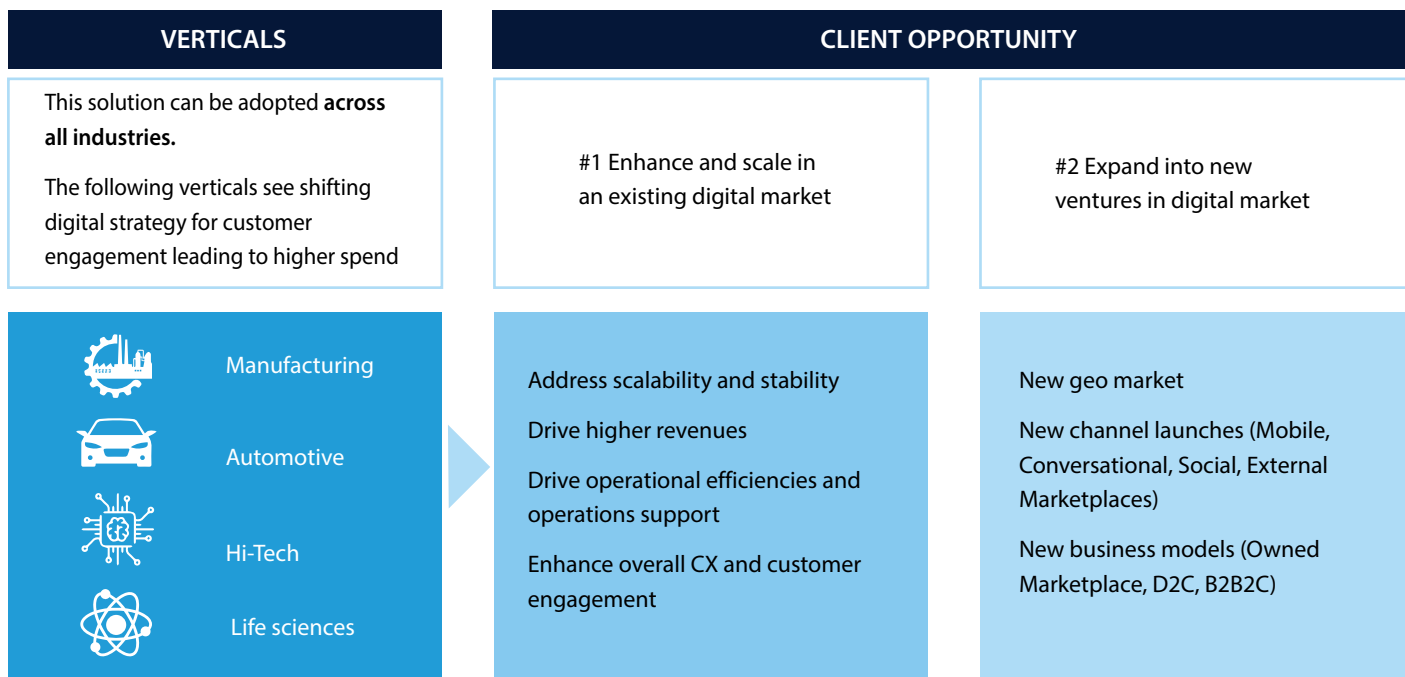 VERTICALS
CLIENT OPPORTUNITY
This solution can be adopted across
all industries.
The following verticals see shifting
digital strategy for customer
engagement leading to higher spend
#1 Enhance and scale in
an existing digital market
#2 Expand into new
ventures in digital market
Manufacturing
Automotive
Hi-Tech
Life sciences
Address scalability and stability
Drive higher revenues
Drive operational efficiencies and
operations support
Enhance overall CX and customer
engagement
New geo market
New channel launches (Mobile,
Conversational, Social, External
Marketplaces)
New business models (Owned
Marketplace, D2C, B2B2C)